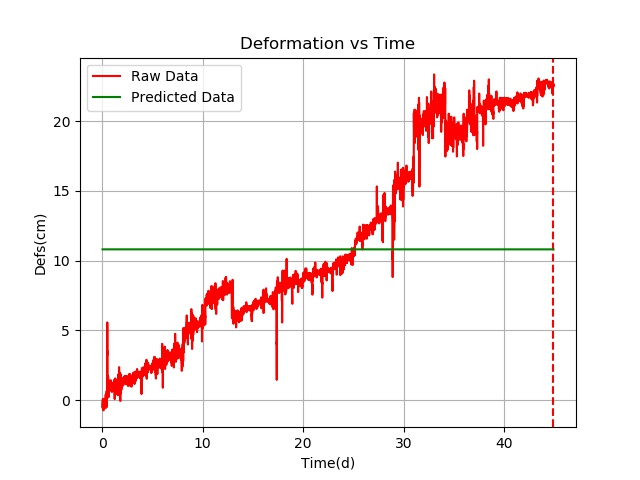 Deformation vs Time
Raw Data
Predicted Data
Defs(cm)
20
15
10
5
0
0 10 20 30 40
Time(d)